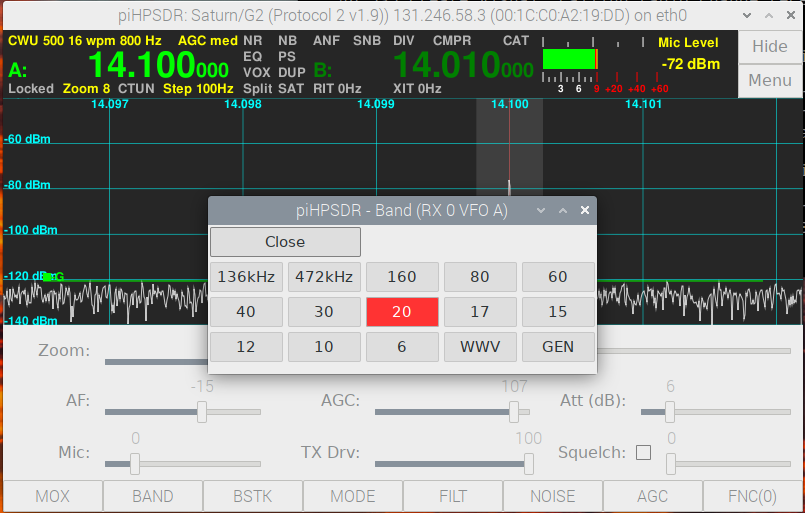 piHPSDR: Saturn/G2 (Protocol 2 v1.9)) 131.246.58.3 (00:1C:C0:A2:19:DD) on eth0
CWU 500 16 wpm 800 Hz AGC med NR NB ANF SNB DIV CMPR CAT Mic Level Hide
A: 14.100000 EQ PS B: 14.010000 -72 dBm
VOX DUP
Locked Zoom 8 CTUN Step 100Hz Split SAT RIT 0Hz XIT 0Hz 3 6 9 +20 +40 +60 Menu
14.097 14.098 14.099 14.100 14.101
-60 dBm
-80 dBm
-100 dBm
-120 dBm
-140 dBm
piHPSDR - Band (RX 0 VFO A)
Close
136kHz 472kHz 160 80 60
40 30 20 17 15
12 10 6 WWV GEN
Zoom:
AF: -15 AGC: 107 Att (dB): 6
Mic: 0 TX Drv: 100 Squelch: 0
MOX BAND BSTK MODE FILT NOISE AGC FNC(0)